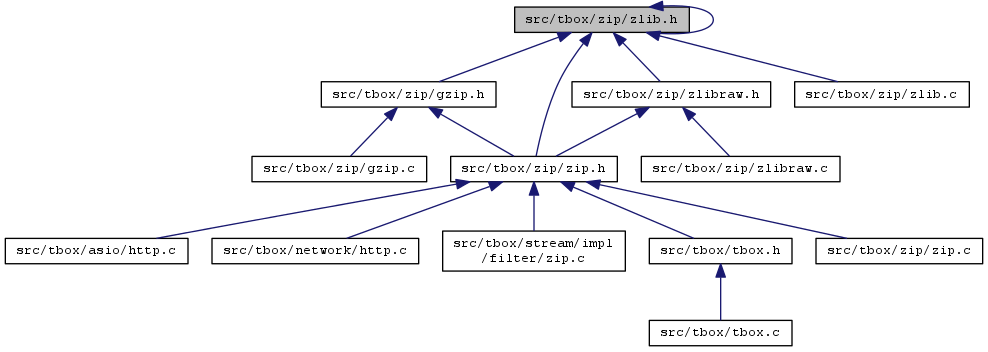 src/tbox/zip/zlib.h
src/tbox/zip/gzip.h
src/tbox/zip/zlibraw.h
src/tbox/zip/zlib.c
src/tbox/zip/gzip.c
src/tbox/zip/zip.h
src/tbox/zip/zlibraw.c
src/tbox/asio/http.c
src/tbox/network/http.c
src/tbox/stream/impl
/filter/zip.c
src/tbox/tbox.h
src/tbox/zip/zip.c
src/tbox/tbox.c